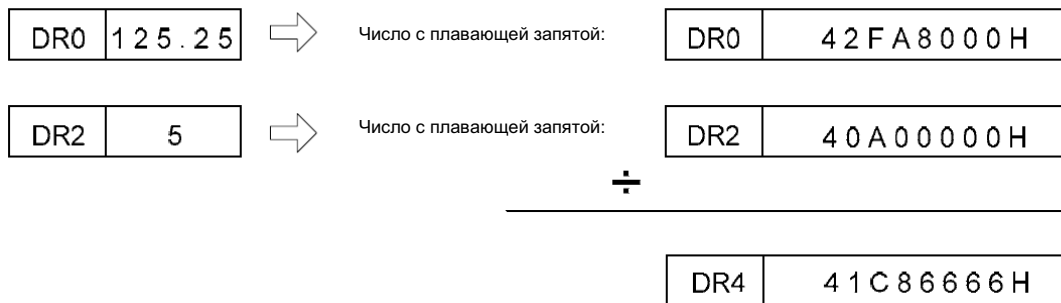 DR0 125.25 Число с плавающей запятой: DR0 42FA8000H
DR2 5 Число с плавающей запятой: DR2 40A00000H
÷
DR4 41C86666H